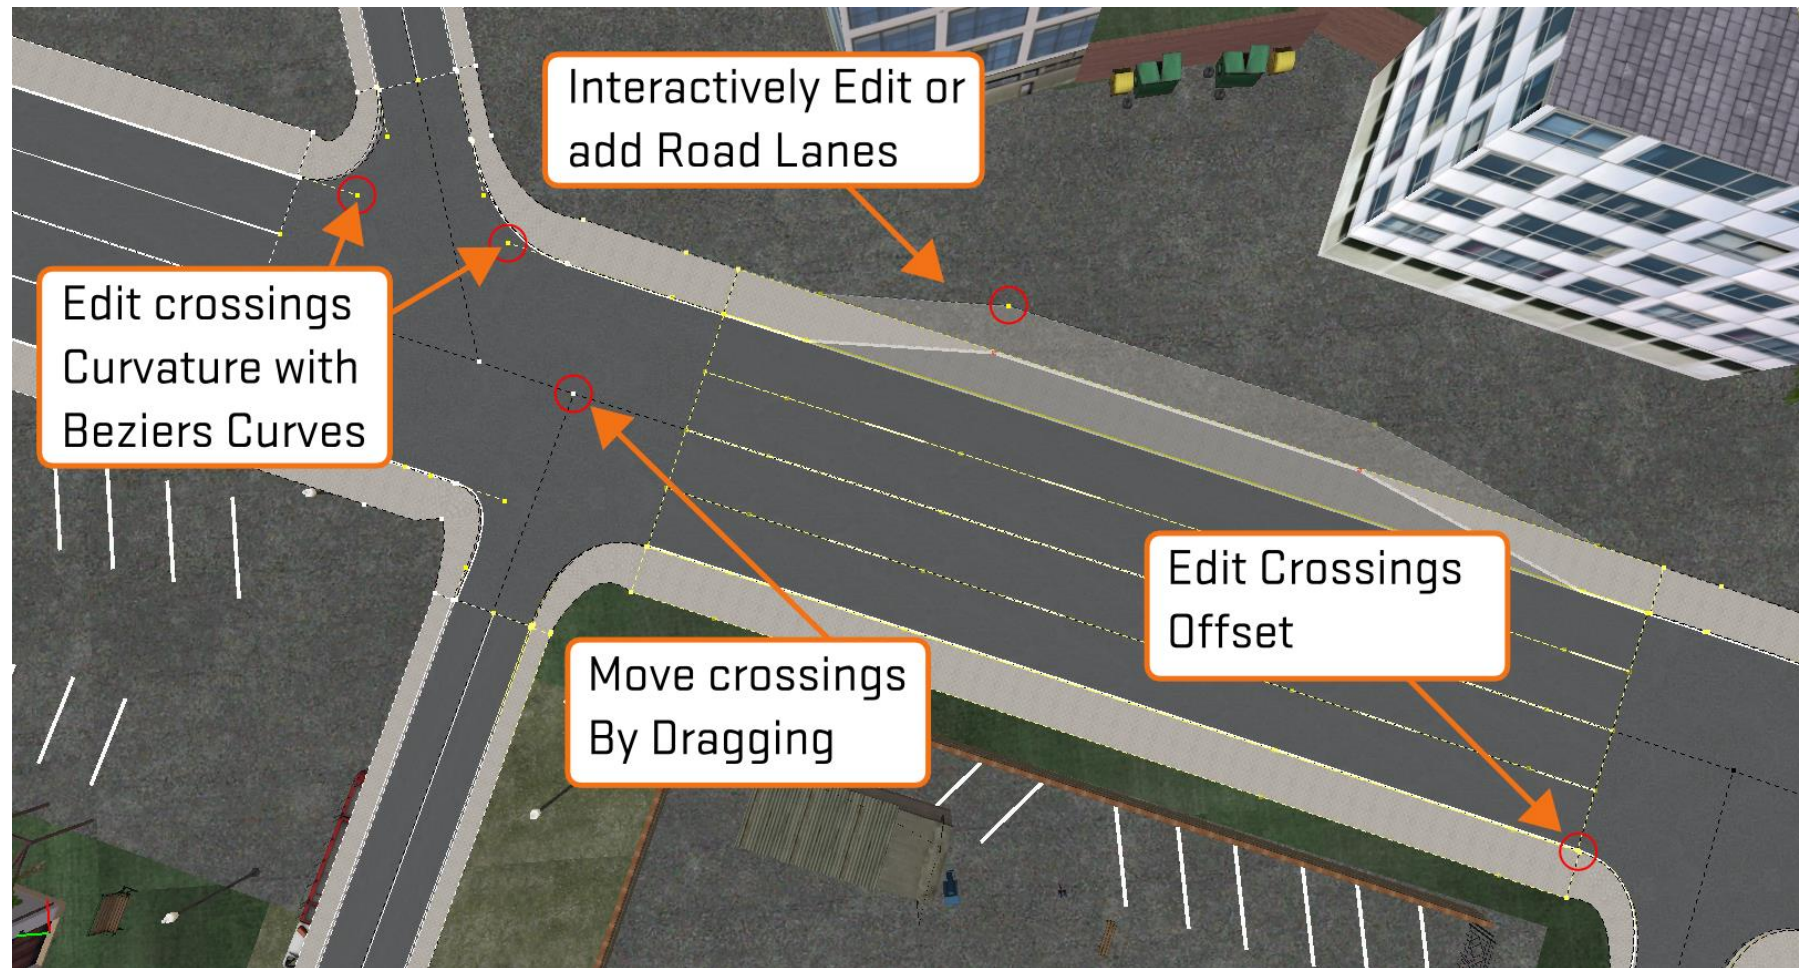 Interactively Edit or
add Road Lanes
Edit crossings
Curvature with
Beziers Curves
Edit Crossings
Offset
Move crossings
By Dragging